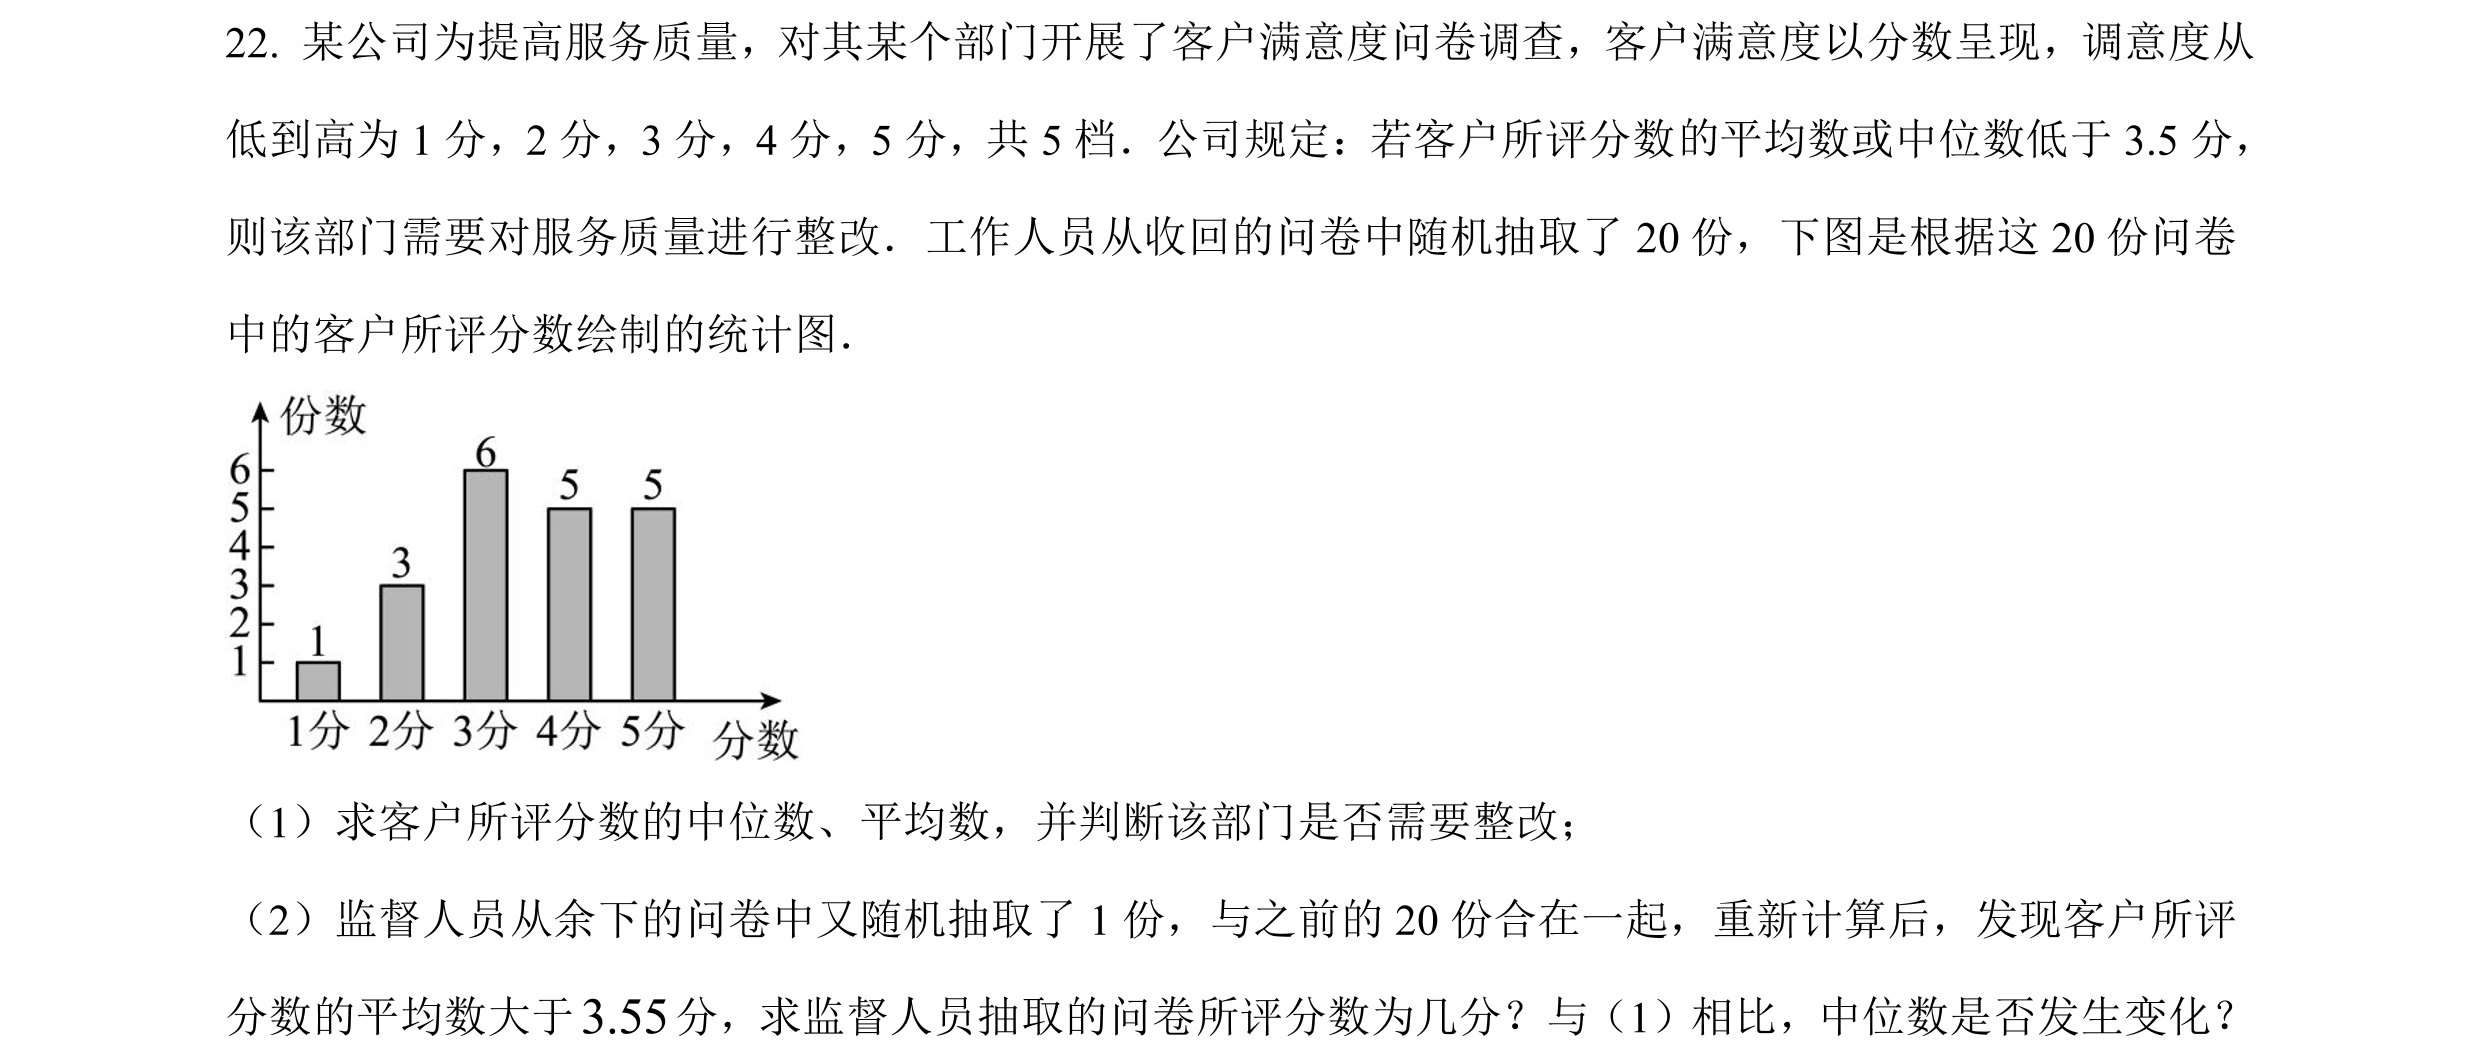 22. 某公司为提高服务质量，对其某个部门开展了客户满意度问卷调查，客户满意度以分数呈现，调意度从
低到高为 1 分，2 分，3 分，4 分，5 分，共 5 档．公司规定：若客户所评分数的平均数或中位数低于 3.5 分，
则该部门需要对服务质量进行整改．工作人员从收回的问卷中随机抽取了 20 份，下图是根据这 20 份问卷
中的客户所评分数绘制的统计图．
份数
6
5
4
3
2
1
1
3
6
5
5
1分 2分 3分 4分 5分 分数
（1）求客户所评分数的中位数、平均数，并判断该部门是否需要整改；
（2）监督人员从余下的问卷中又随机抽取了 1 份，与之前的 20 份合在一起，重新计算后，发现客户所评
分数的平均数大于 3.55 分，求监督人员抽取的问卷所评分数为几分？与（1）相比，中位数是否发生变化？